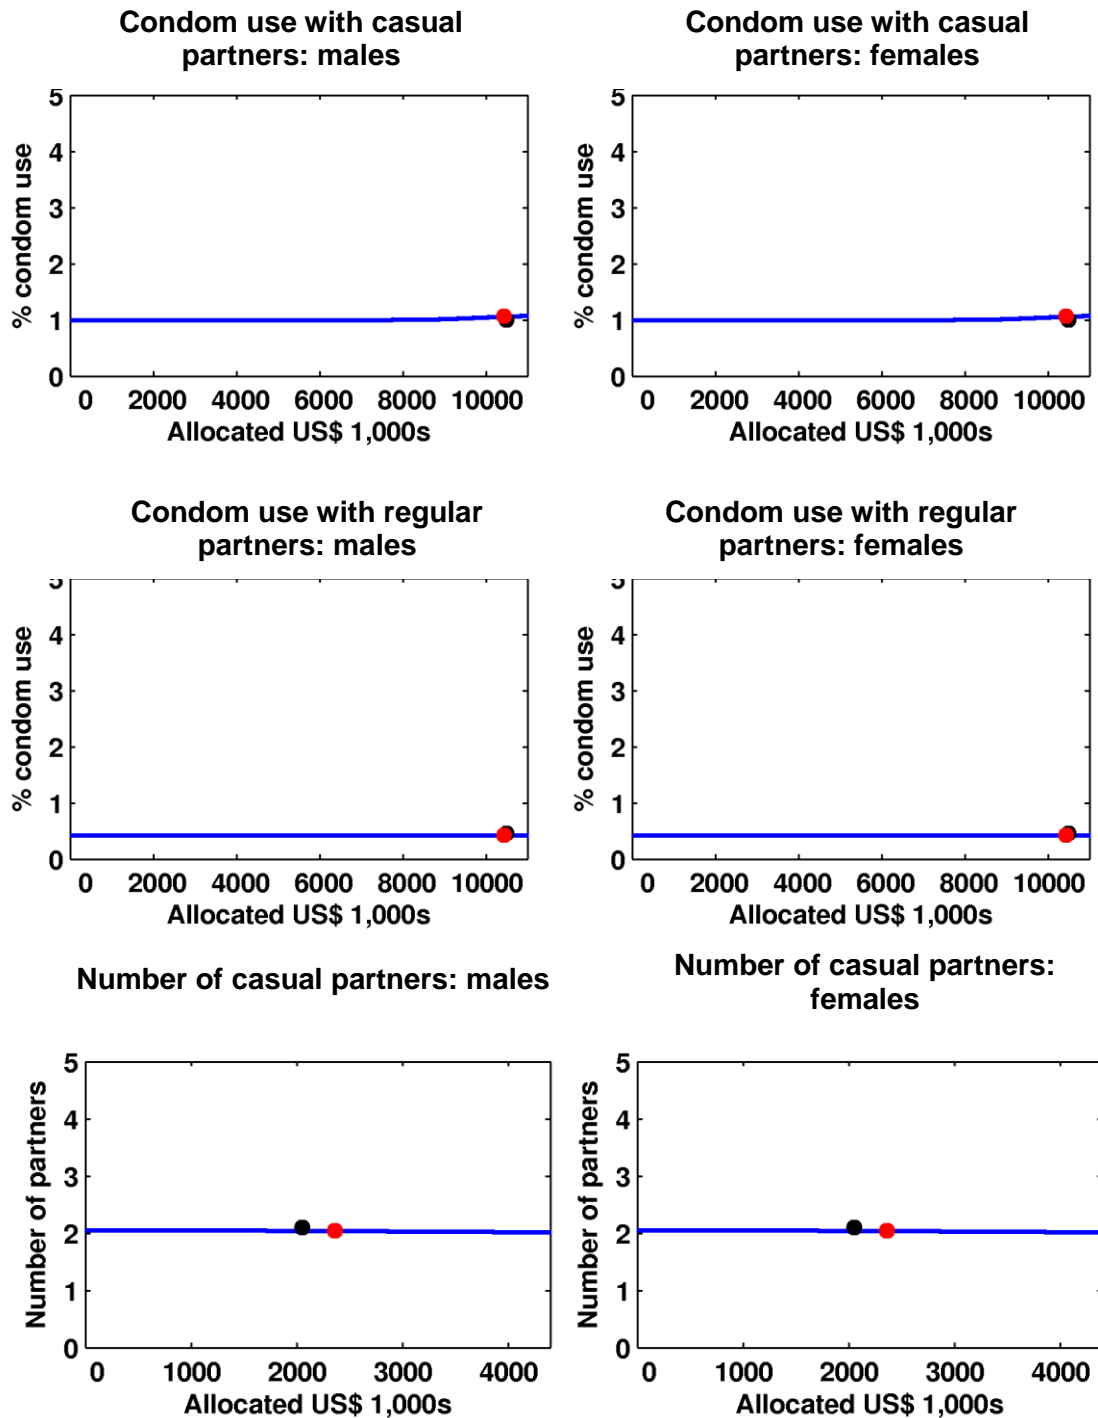 Condom use with casual
partners: males
5
4
3
2
1
0
% condom use
0 2000 4000 6000 8000 10000
Allocated US$ 1,000s
Condom use with casual
partners: females
5
4
3
2
1
0
% condom use
0 2000 4000 6000 8000 10000
Allocated US$ 1,000s
Condom use with regular
partners: males
5
4
3
2
1
0
% condom use
0 2000 4000 6000 8000 10000
Allocated US$ 1,000s
Condom use with regular
partners: females
5
4
3
2
1
0
% condom use
0 2000 4000 6000 8000 10000
Allocated US$ 1,000s
Number of casual partners: males
5
4
3
2
1
0
Number of partners
0 1000 2000 3000 4000
Allocated US$ 1,000s
Number of casual partners:
females
5
4
3
2
1
0
Number of partners
0 1000 2000 3000 4000
Allocated US$ 1,000s